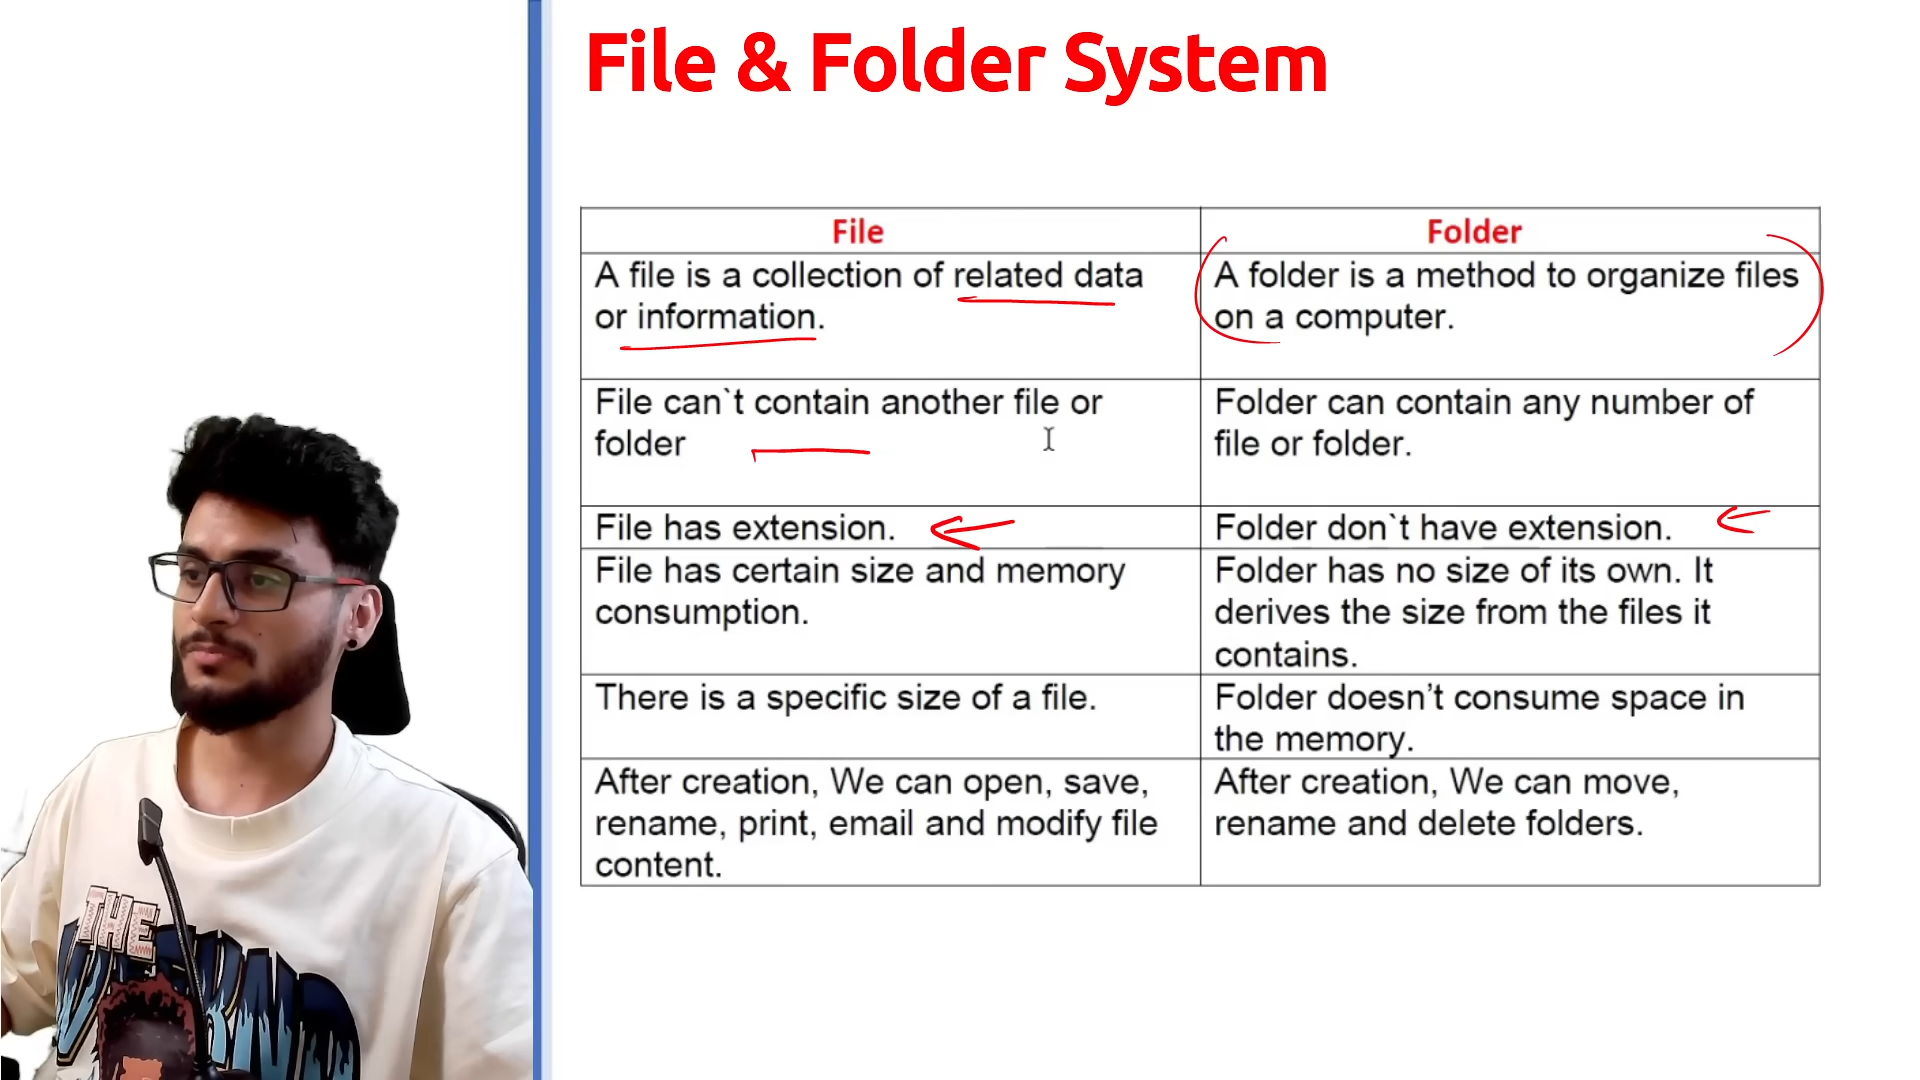 File & Folder System
File
Folder
A file is a collection of related data
or information.
A folder is a method to organize files
on a computer.
File can`t contain another file or
folder
Folder can contain any number of
file or folder.
File has extension.
Folder don`t have extension.
File has certain size and memory
consumption.
Folder has no size of its own. It
derives the size from the files it
contains.
There is a specific size of a file.
Folder doesn’t consume space in
the memory.
After creation, We can open, save,
rename, print, email and modify file
content.
After creation, We can move,
rename and delete folders.
THE